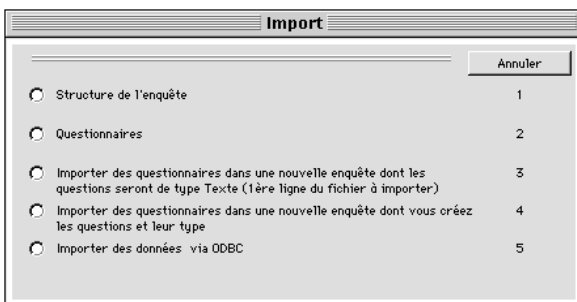 Import
Annuler
Structure de l'enquête 1
Questionnaires 2
Importer des questionnaires dans une nouvelle enquête dont les 3
questions seront de type Texte (1ère ligne du fichier à importer)
Importer des questionnaires dans une nouvelle enquête dont vous créez 4
les questions et leur type
Importer des données via ODBC 5